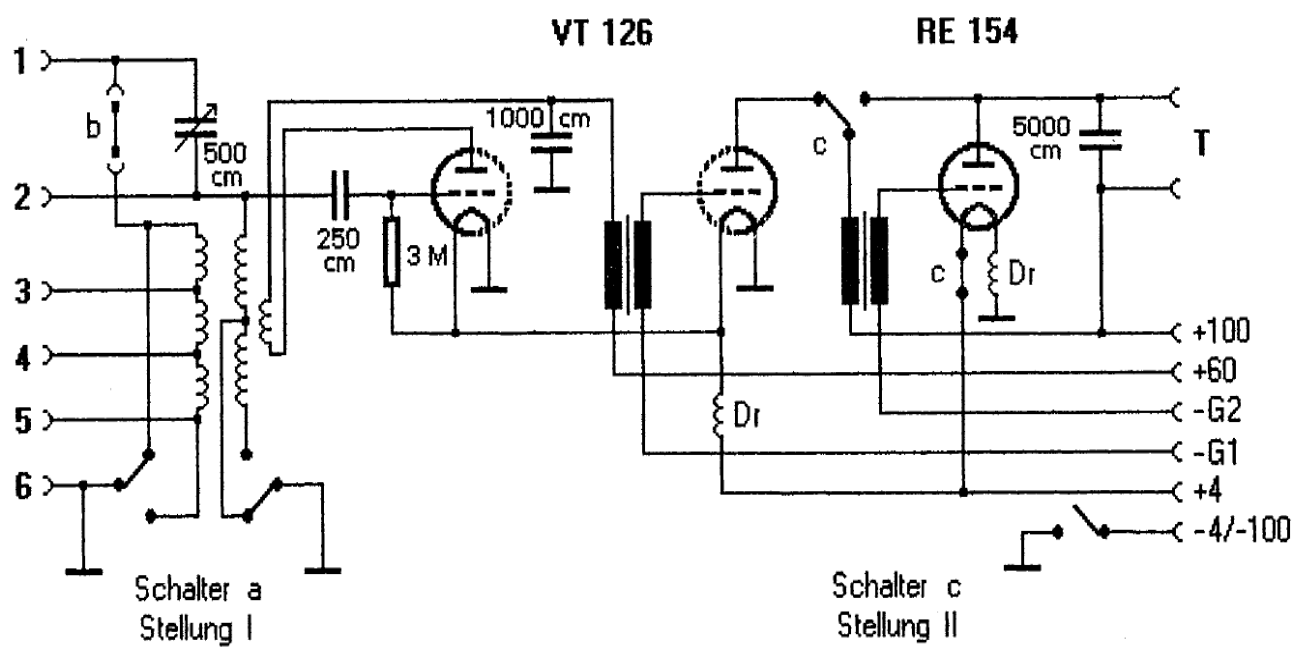 VT 126
RE 154
1
b
500
cm
1000 cm
c
5000
cm
T
2
250
cm
3 M
3
c
Dr
4
+100
+60
5
Dr
-G2
-G1
6
+4
-4/-100
Schalter a
Stellung I
Schalter c
Stellung II